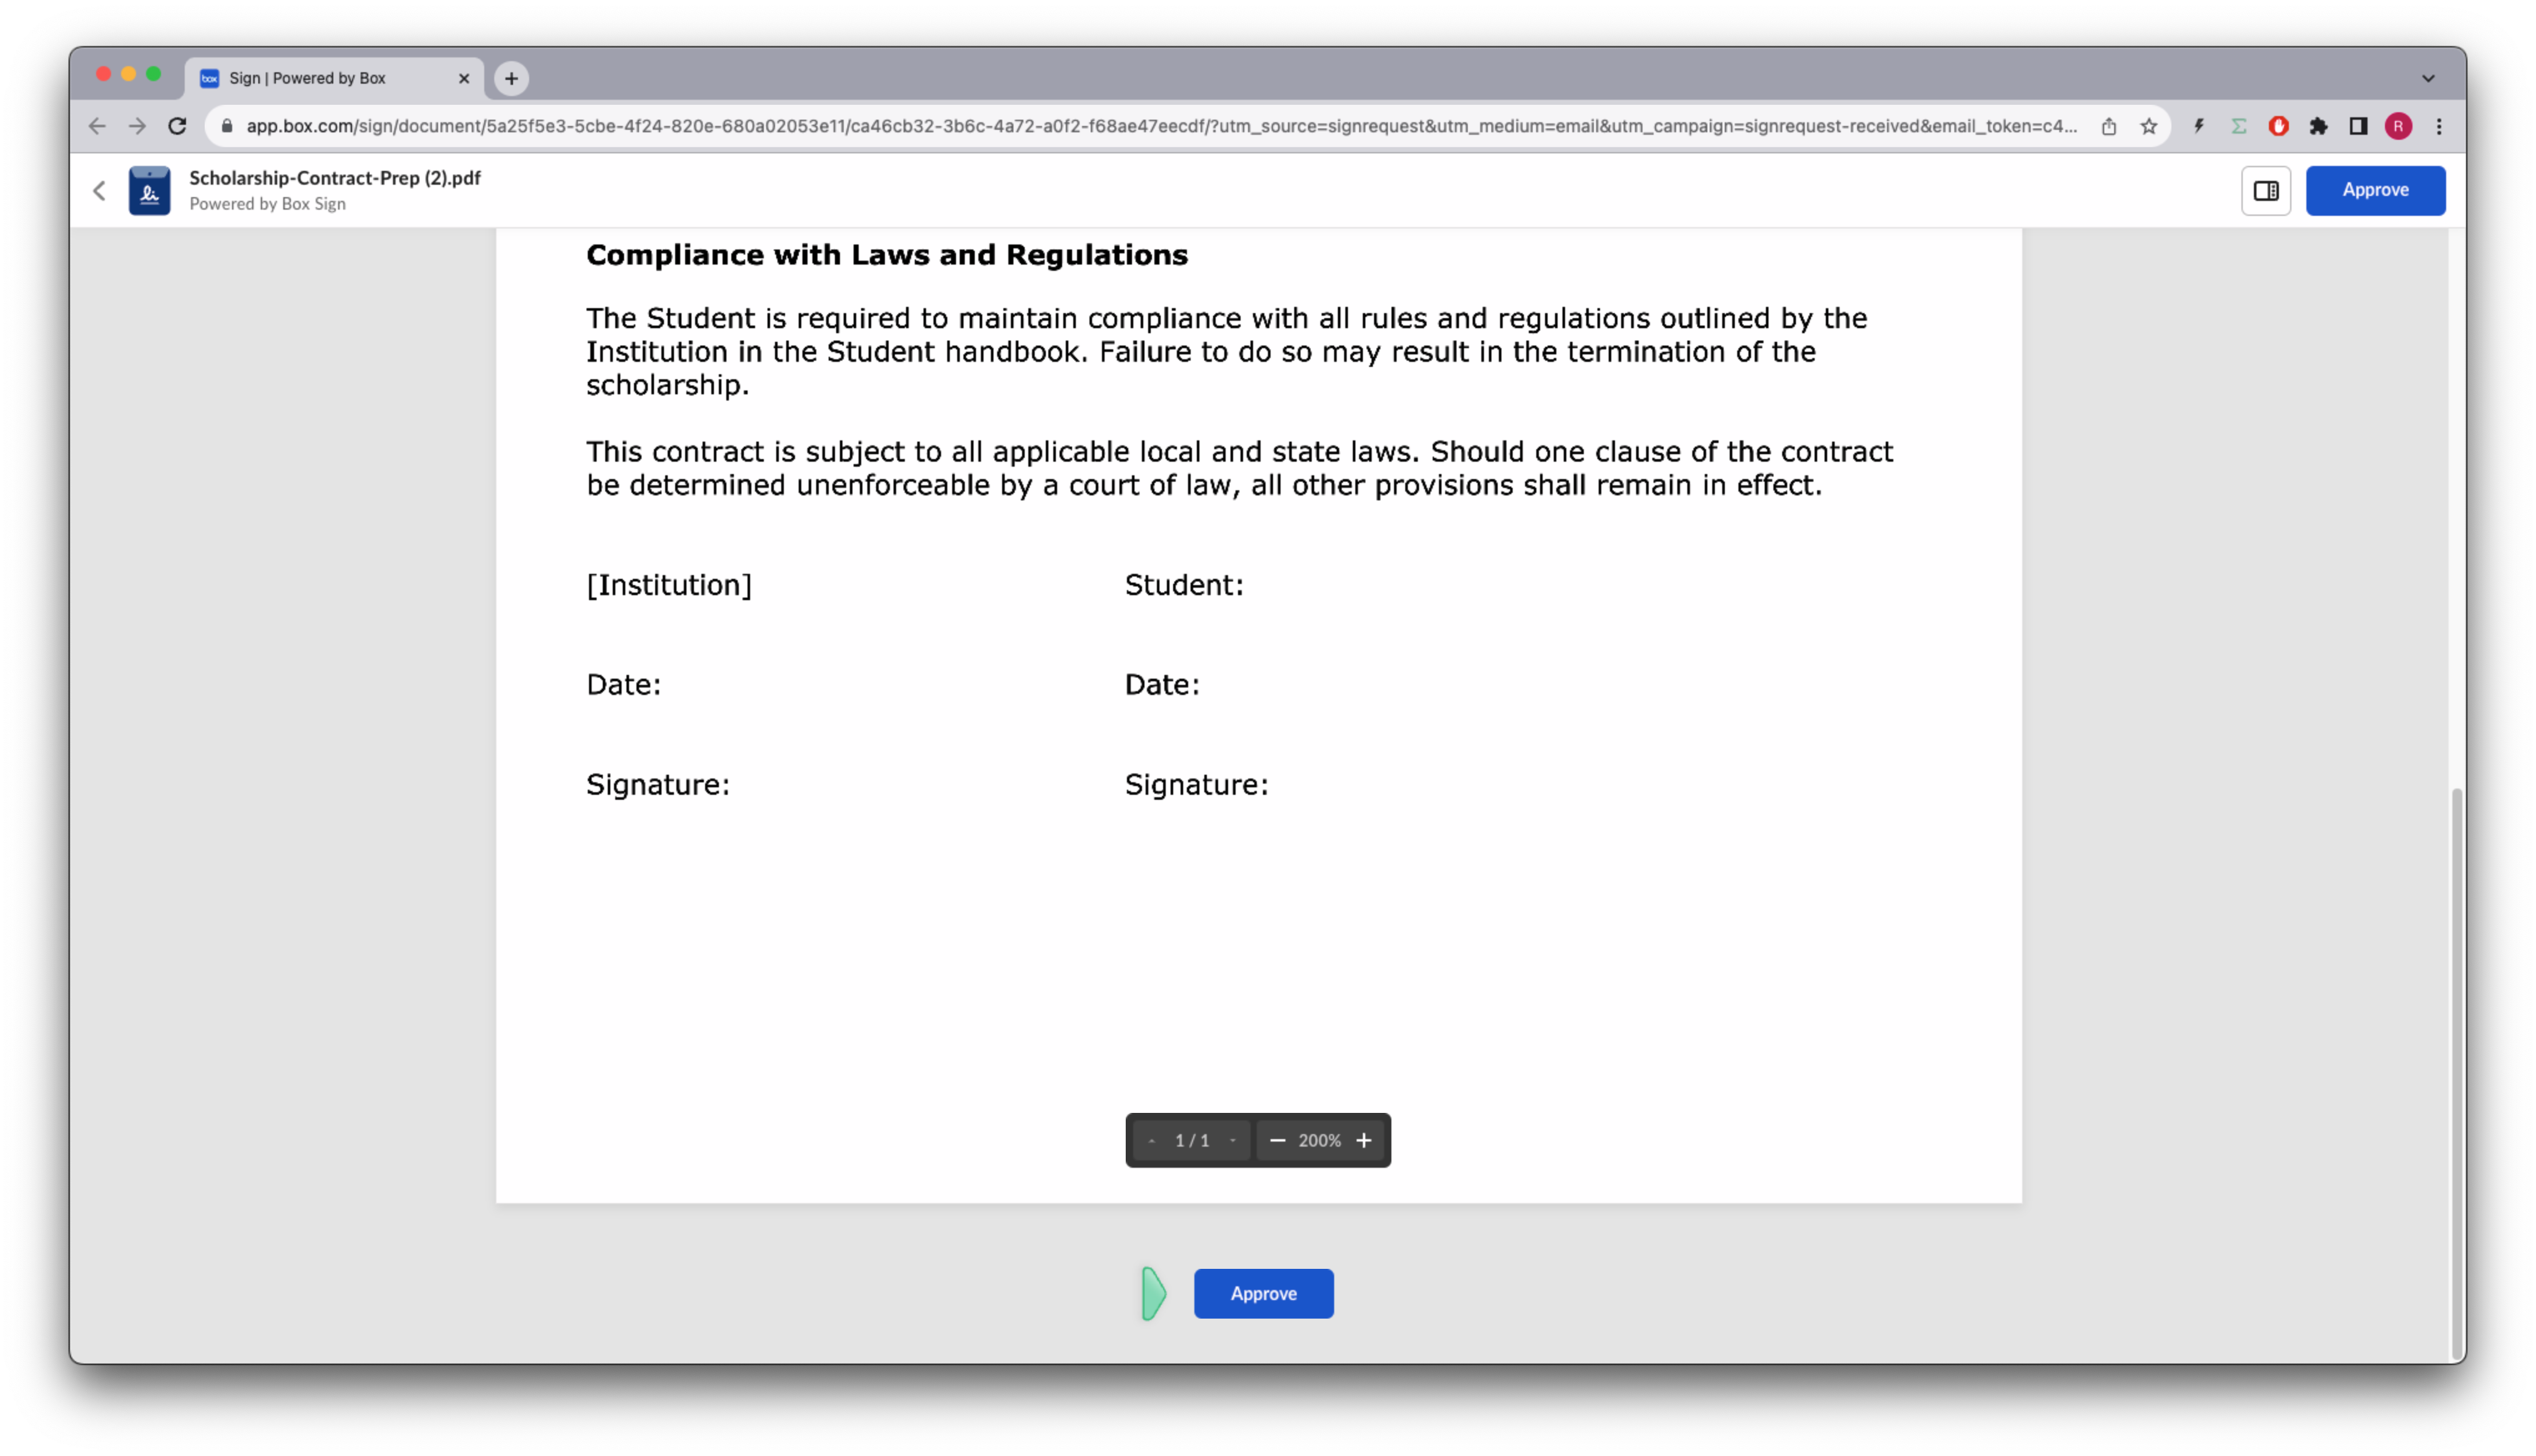 Sign | Powered by Box
app.box.com/sign/document/5a25f5e3-5cbe-4f24-820e-680a02053e11/ca46cb32-3b6c-4a72-a0f2-f68ae47eecdf/?utm_source=signrequest&utm_medium=email&utm_campaign=signrequest-received&email_token=c4...
R
Scholarship-Contract-Prep (2).pdf
Powered by Box Sign
Approve
Compliance with Laws and Regulations
The Student is required to maintain compliance with all rules and regulations outlined by the
Institution in the Student handbook. Failure to do so may result in the termination of the
scholarship.
This contract is subject to all applicable local and state laws. Should one clause of the contract
be determined unenforceable by a court of law, all other provisions shall remain in effect.
[Institution] Student:
Date: Date:
Signature: Signature:
1 / 1 200%
Approve